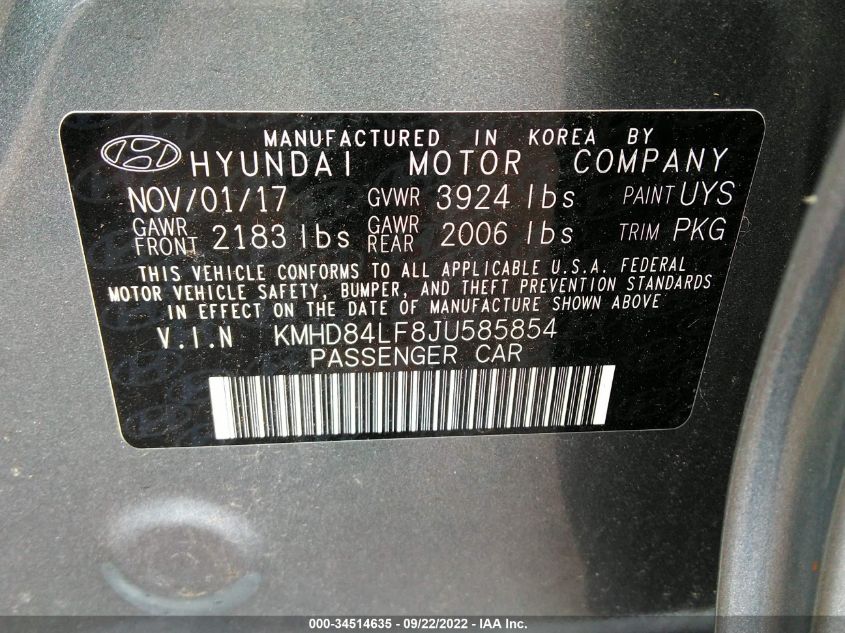 MANUFACTURED IN KOREA BY
HYUNDAI MOTOR COMPANY
NOV/01/17 GVWR 3924 lbs PAINT UYS
GAWR FRONT 2183 lbs GAWR REAR 2006 lbs TRIM PKG
THIS VEHICLE CONFORMS TO ALL APPLICABLE U.S.A. FEDERAL
MOTOR VEHICLE SAFETY, BUMPER, AND THEFT PREVENTION STANDARDS
IN EFFECT ON THE DATE OF MANUFACTURE SHOWN ABOVE
V.I.N KMHD84LF8JU585854
PASSENGER CAR
000-34514635 - 09/22/2022 - IAA Inc.